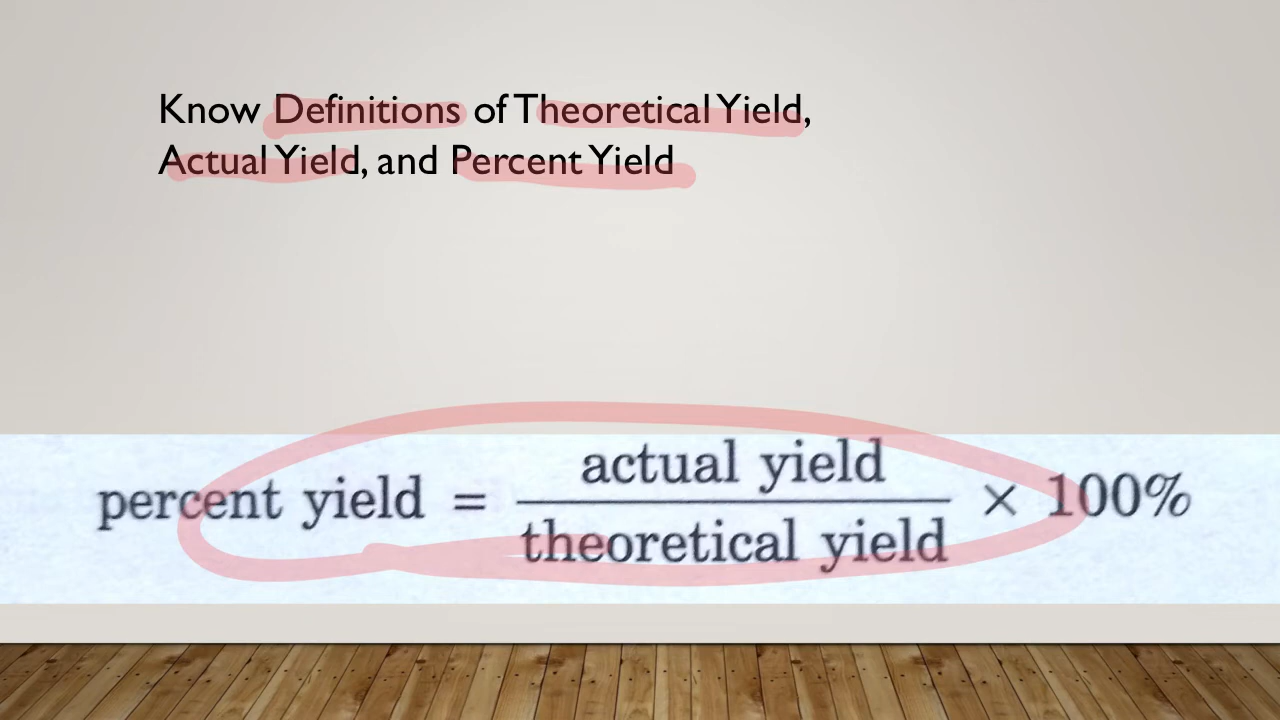 Know Definitions of Theoretical Yield,
Actual Yield, and Percent Yield
percent yield = actual yield / theoretical yield × 100%